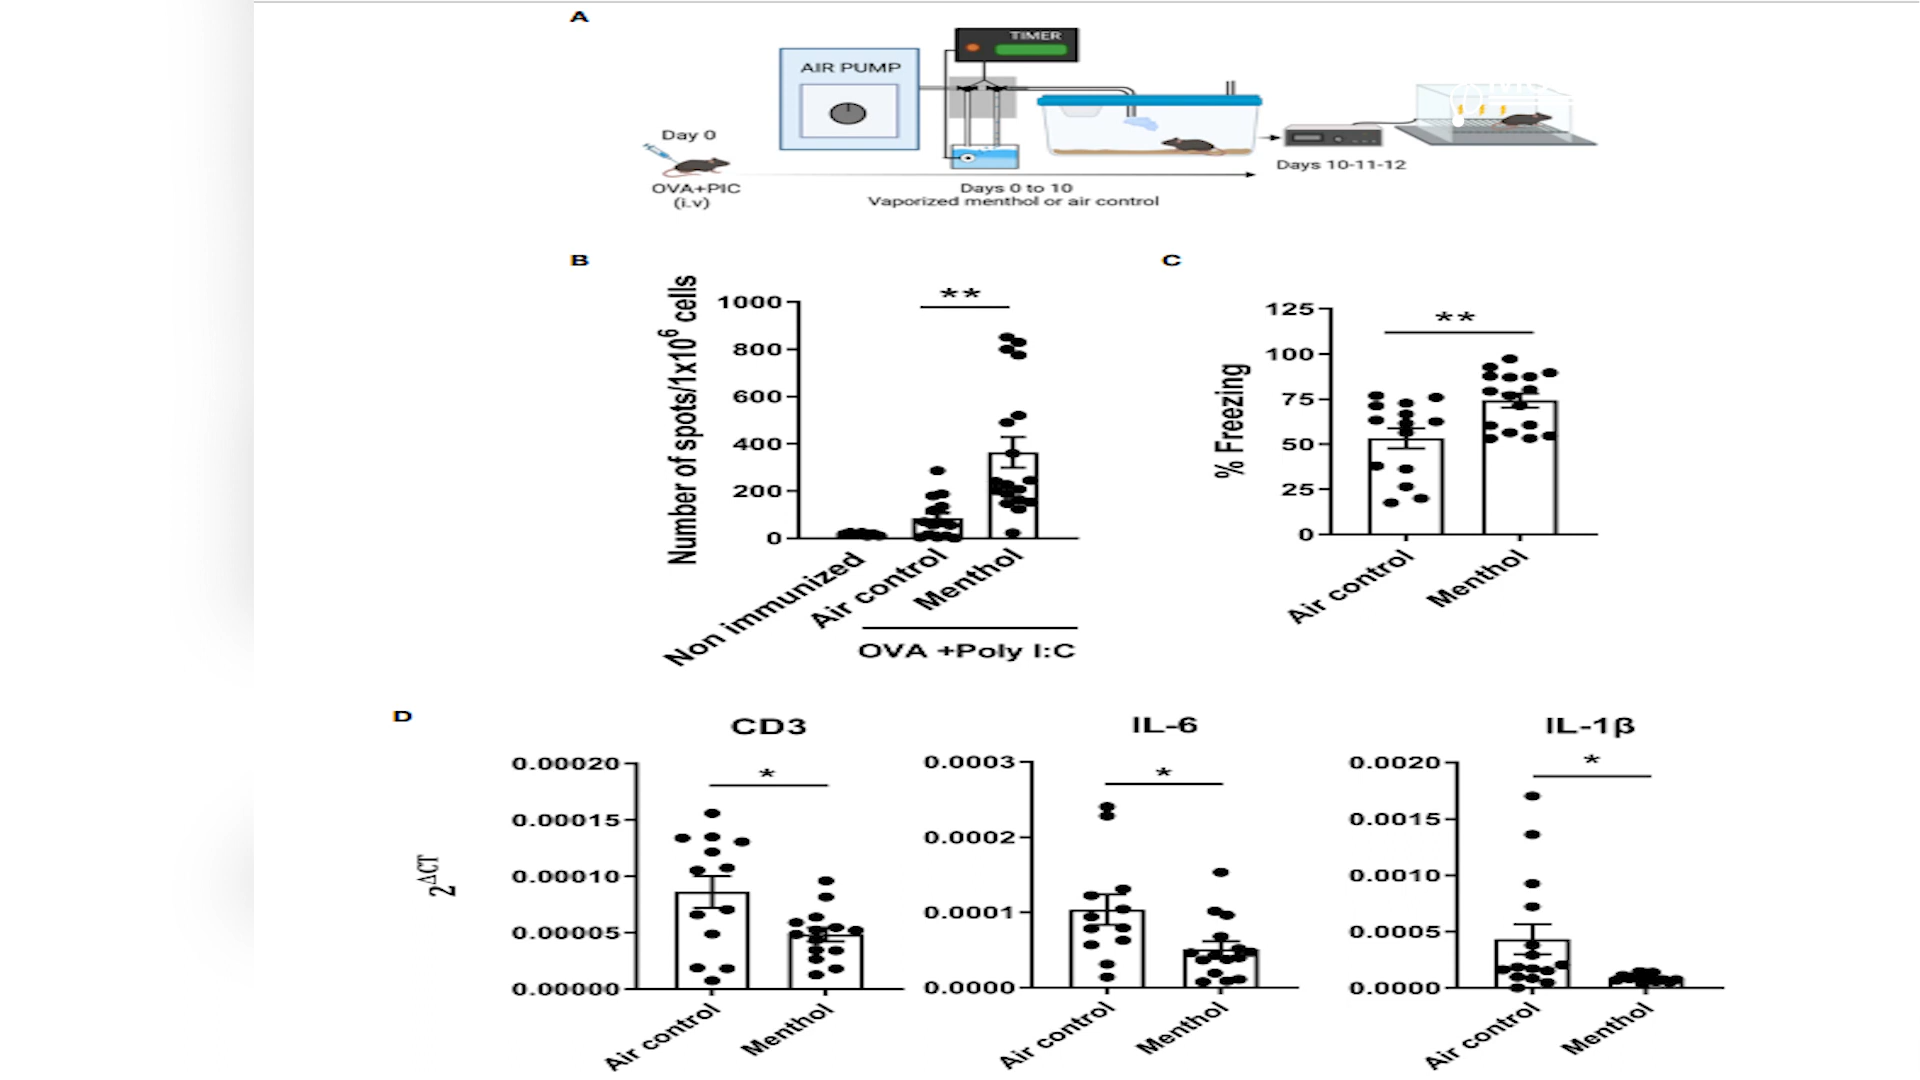 A
TIMER
AIR PUMP
Day 0
OVA+PIC
(i.v)
Days 0 to 10
Vaporized menthol or air control
Days 10-11-12
B
Number of spots/1x10⁶ cells
1000
800
600
400
200
0
**
Non immunized
Air control
Menthol
OVA +Poly I:C
C
% Freezing
125
100
75
50
25
0
**
Air control
Menthol
D
2^ΔCT
CD3
0.00020
0.00015
0.00010
0.00005
0.00000
*
Air control
Menthol
IL-6
0.0003
0.0002
0.0001
0.0000
*
Air control
Menthol
IL-1β
0.0020
0.0015
0.0010
0.0005
0.0000
*
Air control
Menthol